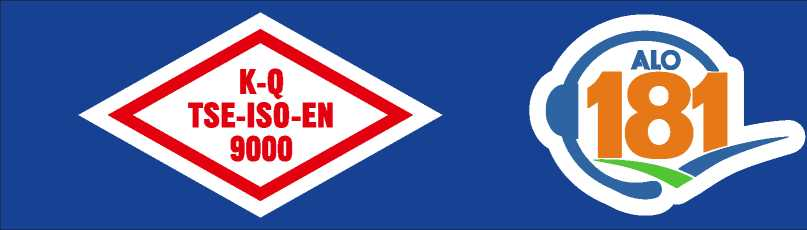 K-Q
TSE-ISO-EN
9000
ALO
181